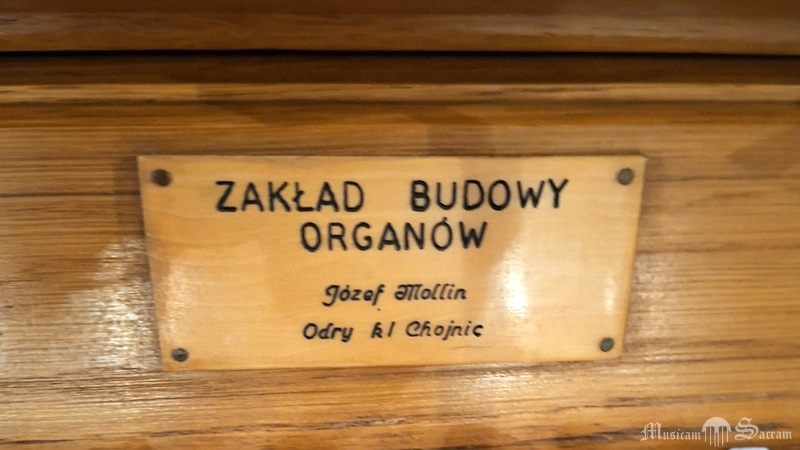 ZAKŁAD BUDOWY
ORGANÓW
Józef Mollin
Odry k/ Chojnic
Musicam Sacram